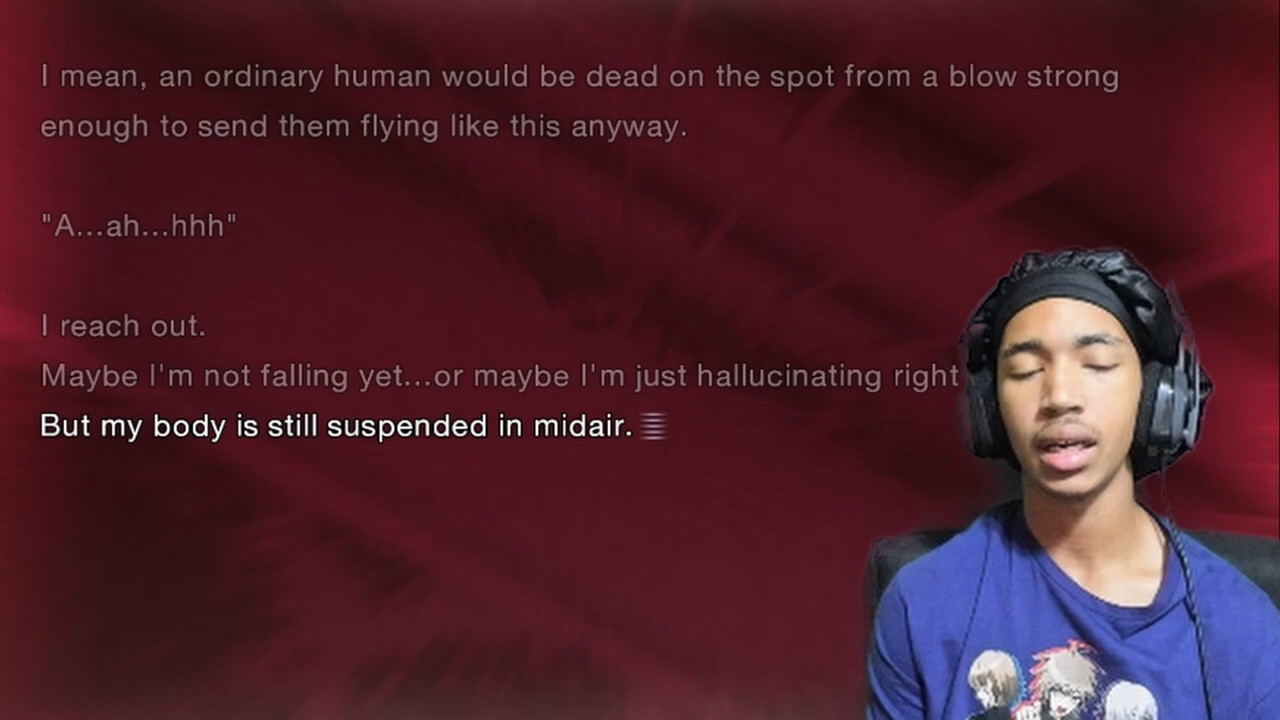 I mean, an ordinary human would be dead on the spot from a blow strong
enough to send them flying like this anyway.
"A...ah...hhh"
I reach out.
Maybe I'm not falling yet...or maybe I'm just hallucinating right
But my body is still suspended in midair.